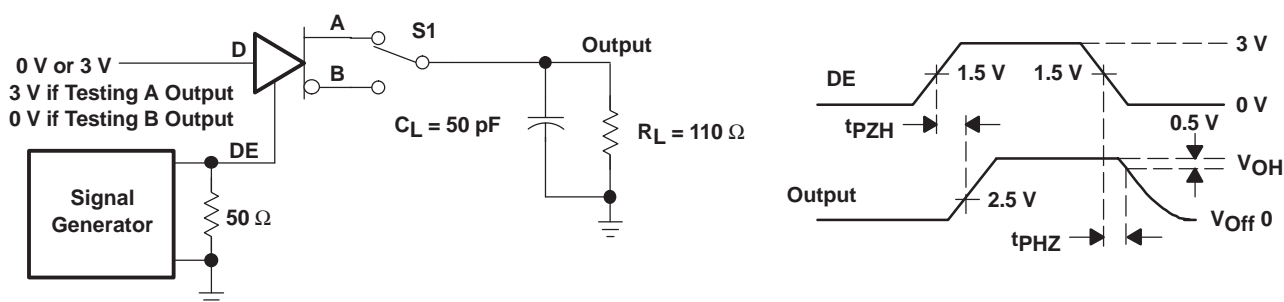 A
S1
D
Output
0 V or 3 V
3 V if Testing A Output
0 V if Testing B Output
B
CL = 50 pF
RL = 110 Ω
DE
Signal
Generator
50 Ω
3 V
DE
1.5 V
1.5 V
0 V
tPZH
0.5 V
VOH
Output
2.5 V
VOff 0
tPHZ